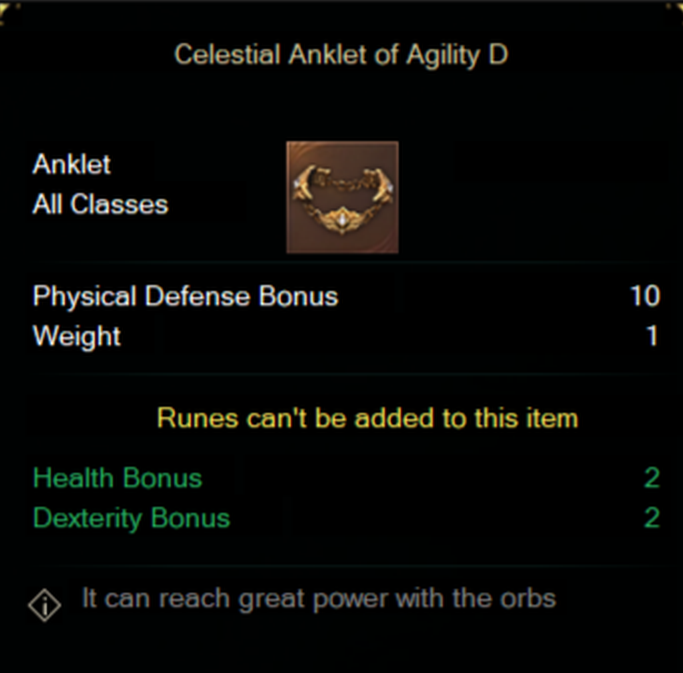 Celestial Anklet of Agility D
Anklet
All Classes
Physical Defense Bonus 10
Weight 1
Runes can't be added to this item
Health Bonus 2
Dexterity Bonus 2
It can reach great power with the orbs